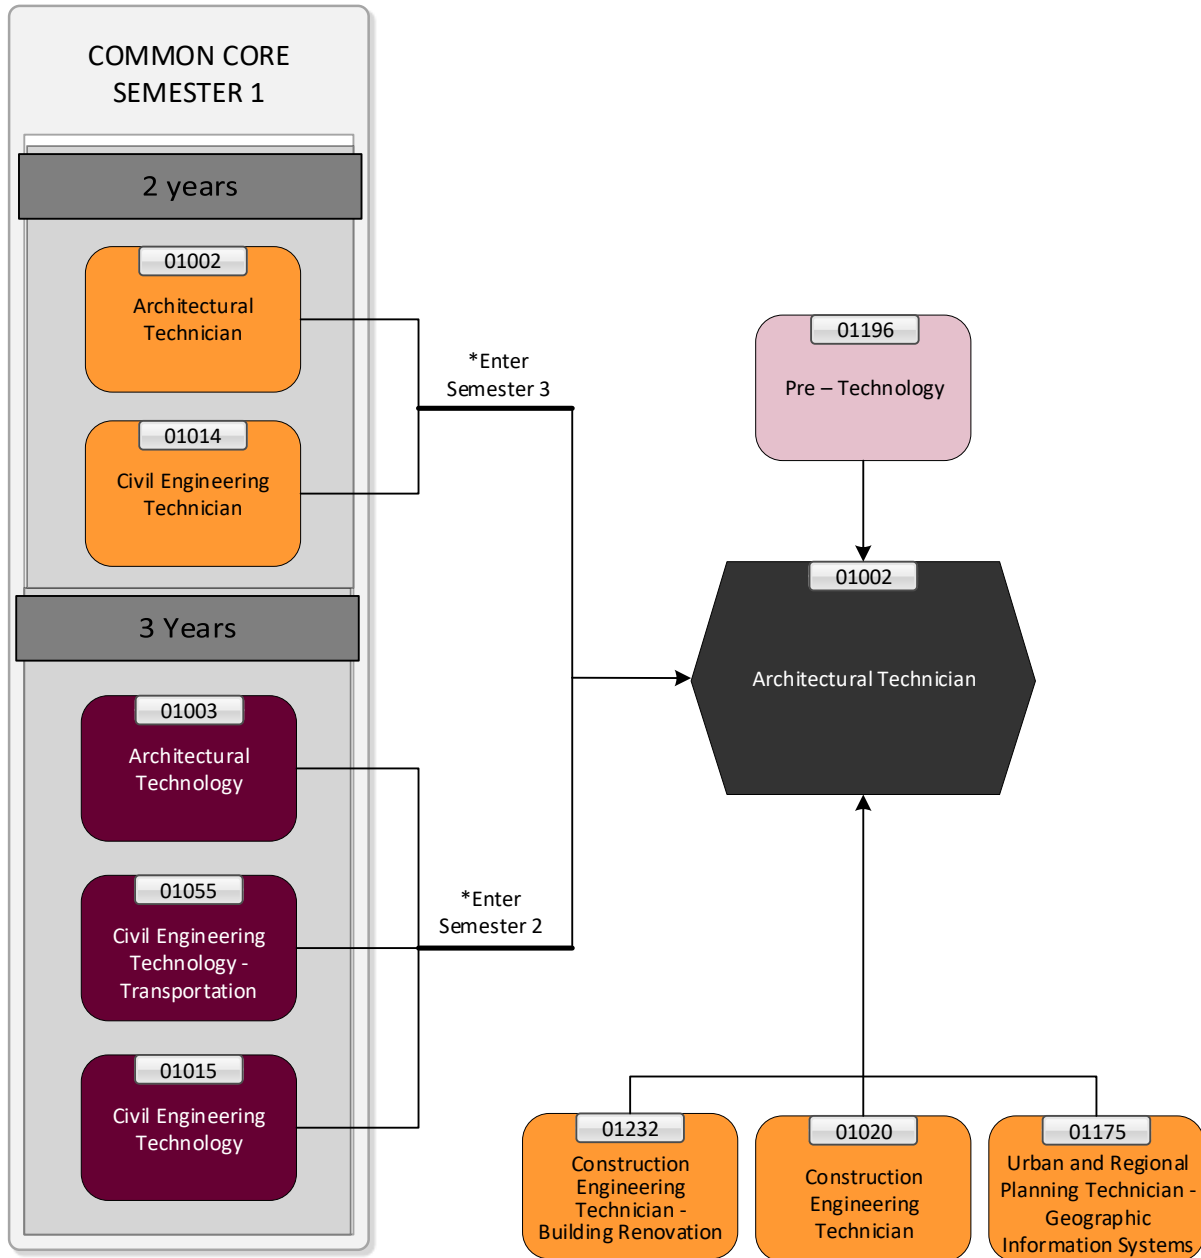 COMMON CORE
SEMESTER 1
2 years
01002
Architectural
Technician
01014
Civil Engineering
Technician
*Enter
Semester 3
3 Years
01003
Architectural
Technology
01055
Civil Engineering
Technology -
Transportation
01015
Civil Engineering
Technology
*Enter
Semester 2
01196
Pre – Technology
01002
Architectural Technician
01232
Construction
Engineering
Technician -
Building Renovation
01020
Construction
Engineering
Technician
01175
Urban and Regional
Planning Technician -
Geographic
Information Systems